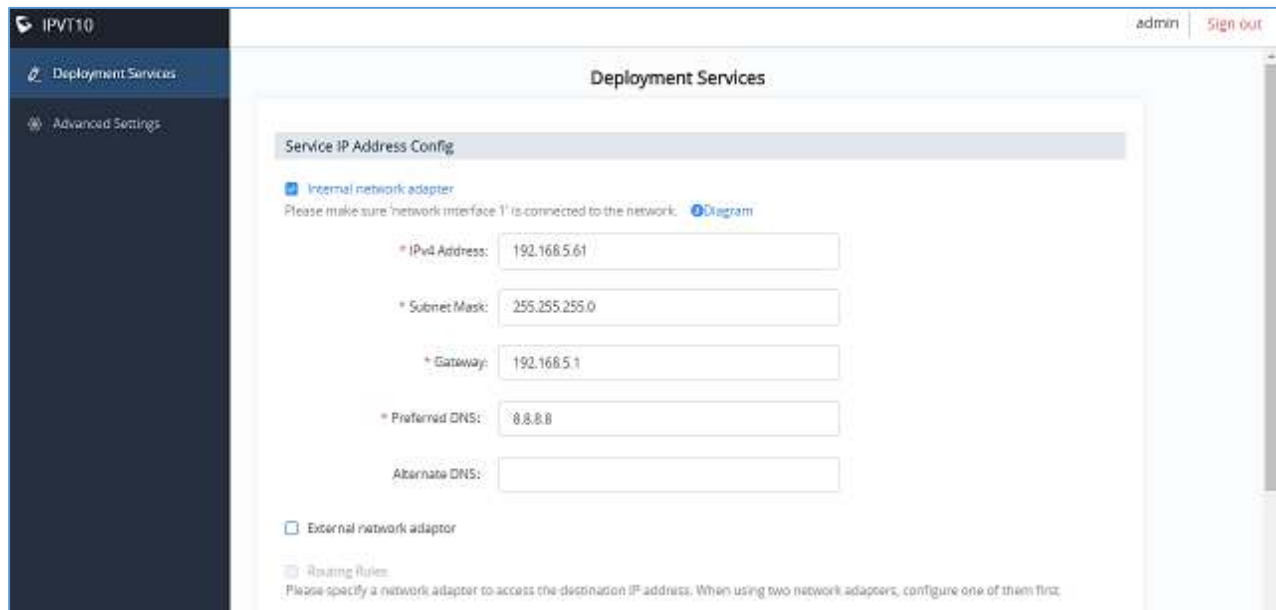 IPVT10
admin
Sign out
Deployment Services
Advanced Settings
Deployment Services
Service IP Address Config
Internal network adapter
Please make sure 'network interface 1' is connected to the network. Diagram
* IPv4 Address: 192.168.5.61
* Subnet Mask: 255.255.255.0
* Gateway: 192.168.5.1
* Preferred DNS: 8.8.8.8
Alternate DNS:
External network adaptor
Routing Rules
Please specify a network adapter to access the destination IP address. When using two network adapters, configure one of them first.